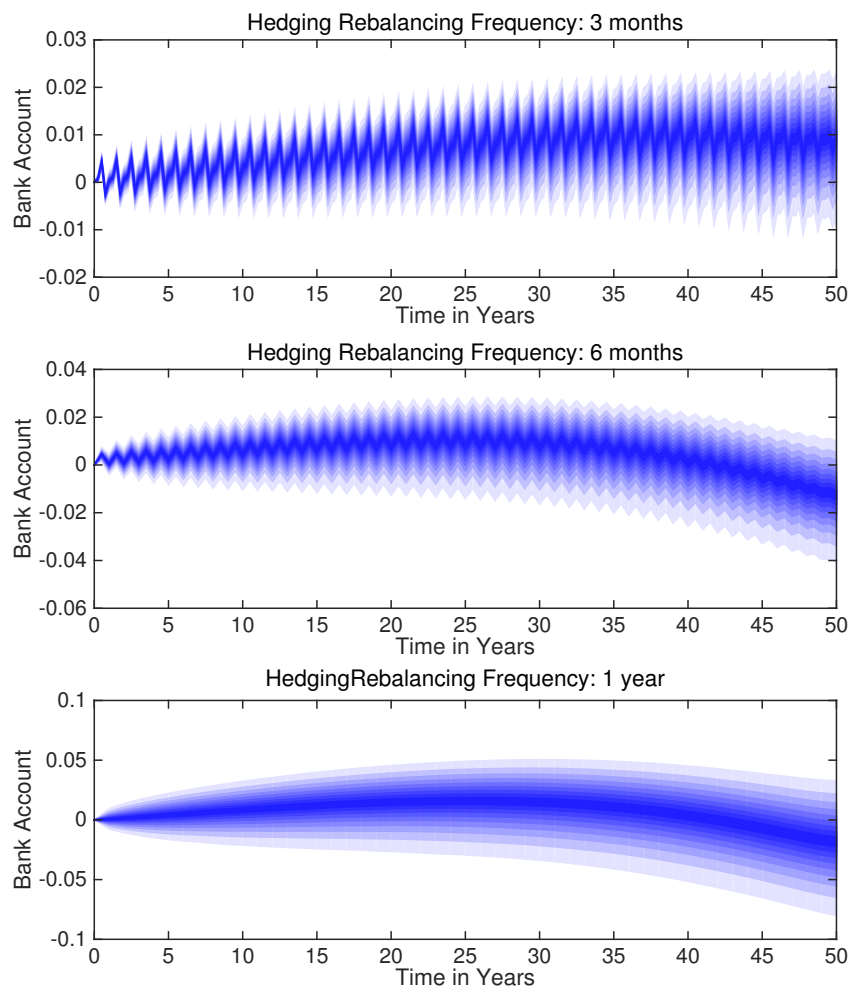 Hedging Rebalancing Frequency: 3 months
0.03
0.02
0.01
0
-0.01
-0.02
Bank Account
0 5 10 15 20 25 30 35 40 45 50
Time in Years
Hedging Rebalancing Frequency: 6 months
0.04
0.02
0
-0.02
-0.04
-0.06
Bank Account
0 5 10 15 20 25 30 35 40 45 50
Time in Years
HedgingRebalancing Frequency: 1 year
0.1
0.05
0
-0.05
-0.1
Bank Account
0 5 10 15 20 25 30 35 40 45 50
Time in Years